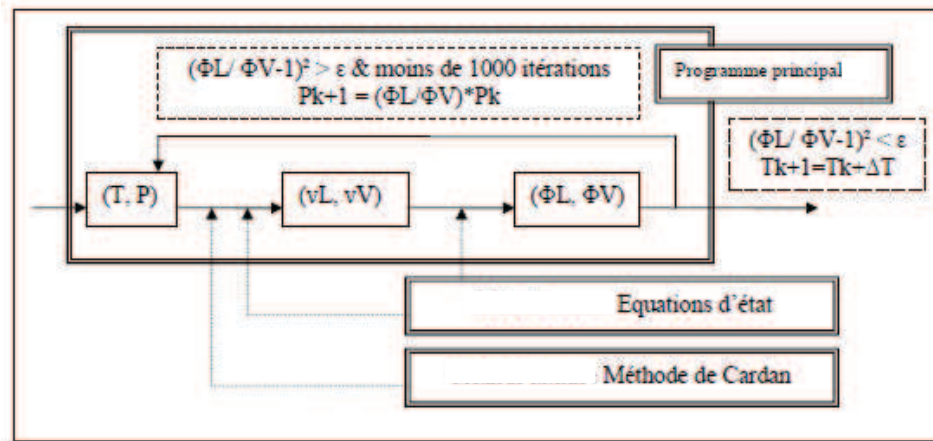 (ΦL/ ΦV-1)² > ε & moins de 1000 itérations
Pk+1 = (ΦL/ΦV)*Pk
Programme principal
(ΦL/ ΦV-1)² < ε
Tk+1=Tk+ΔT
(T, P)
(vL, vV)
(ΦL, ΦV)
Equations d’état
Méthode de Cardan